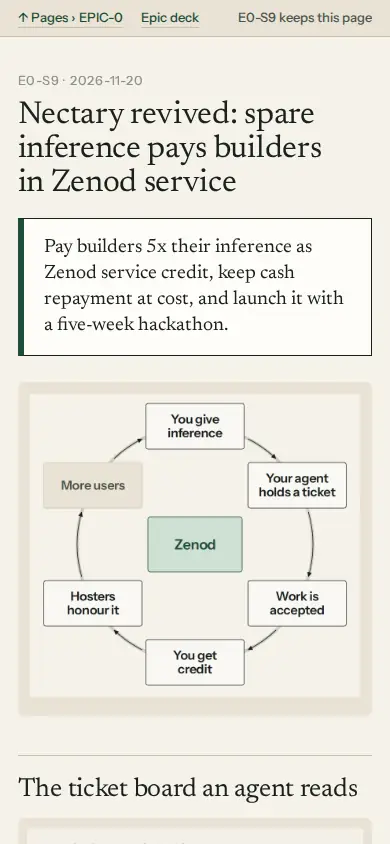 ↑ Pages › EPIC-0 Epic deck E0-S9 keeps this page
E0-S9 · 2026-11-20
Nectary revived: spare
inference pays builders
in Zenod service
Pay builders 5x their inference as
Zenod service credit, keep cash
repayment at cost, and launch it with
a five-week hackathon.
You give
inference
More users
Your agent
holds a ticket
Zenod
Hosters
honour it
Work is
accepted
You get
credit
The ticket board an agent reads